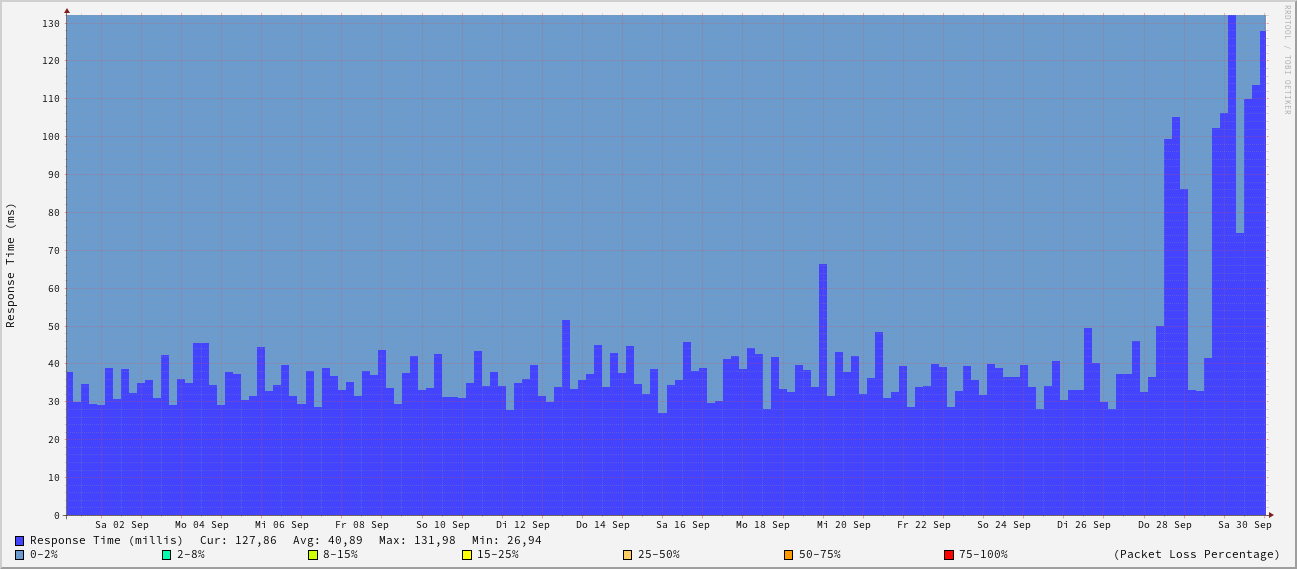 130
120
110
100
90
80
70
60
50
40
30
20
10
0
Response Time (ms)
RRDTOOL / TOBI OETIKER
Sa 02 Sep Mo 04 Sep Mi 06 Sep Fr 08 Sep So 10 Sep Di 12 Sep Do 14 Sep Sa 16 Sep Mo 18 Sep Mi 20 Sep Fr 22 Sep So 24 Sep Di 26 Sep Do 28 Sep Sa 30 Sep
Response Time (millis) Cur: 127,86 Avg: 40,89 Max: 131,98 Min: 26,94
0-2% 2-8% 8-15% 15-25% 25-50% 50-75% 75-100% (Packet Loss Percentage)